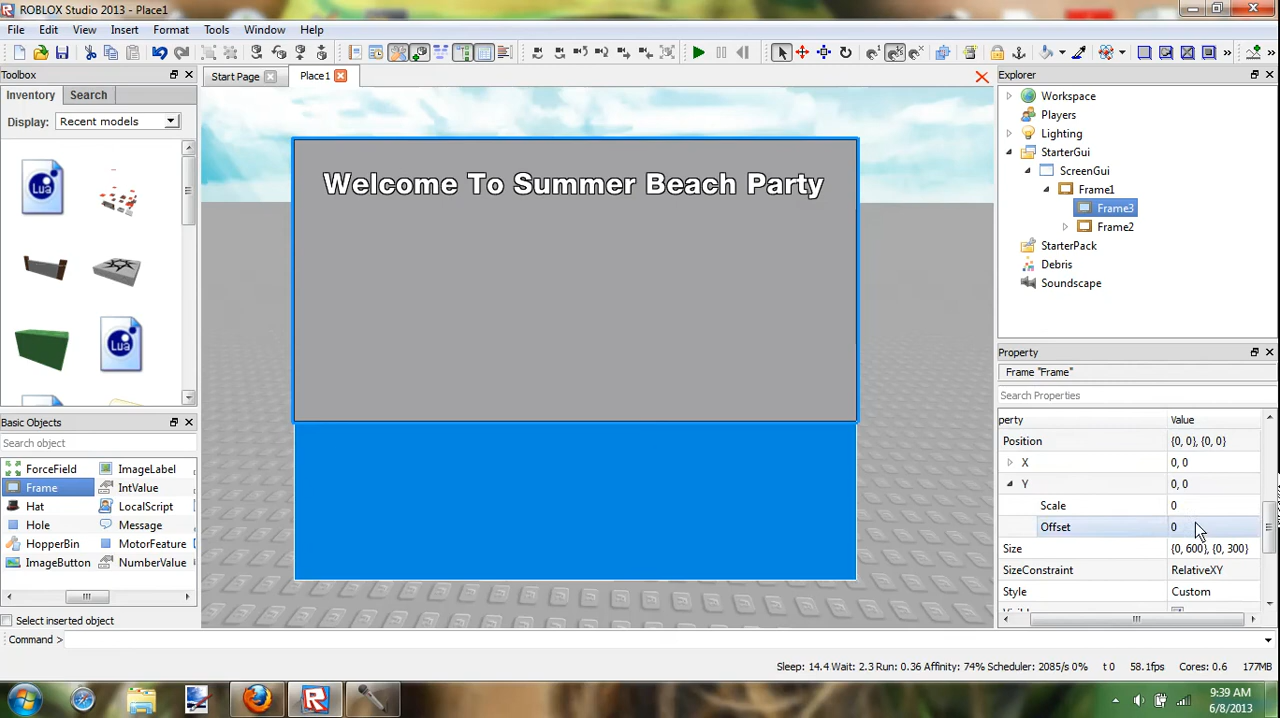 ROBLOX Studio 2013 - Place1
File Edit View Insert Format Tools Window Help
Toolbox
Inventory Search
Display: Recent models
Lua
Lua
Start Page Place1
Welcome To Summer Beach Party
Explorer
Workspace
Players
Lighting
StarterGui
ScreenGui
Frame1
Frame3
Frame2
StarterPack
Debris
Soundscape
Basic Objects
Search object
ForceField ImageLabel
Frame IntValue
Hat LocalScript
Hole Message
HopperBin MotorFeature
ImageButton NumberValue
Select inserted object
Command >
Property
Frame "Frame"
Search Properties
perty Value
Position {0, 0}, {0, 0}
X 0, 0
Y 0, 0
Scale 0
Offset 0
Size {0, 600}, {0, 300}
SizeConstraint RelativeXY
Style Custom
Sleep: 14.4 Wait: 2.3 Run: 0.36 Affinity: 74% Scheduler: 2085/s 0% t 0 58.1fps Cores: 0.6 177MB
9:39 AM
6/8/2013